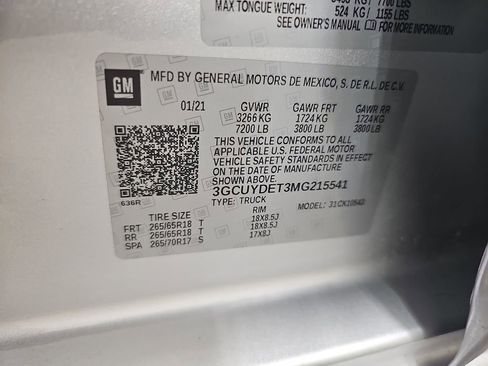 KG / 7700 LBS
MAX TONGUE WEIGHT: 524 KG / 1155 LBS
SEE OWNER'S MANUAL FOR MORE INFORMATION
GM
MFD BY GENERAL MOTORS DE MEXICO, S. DE R.L. DE C.V.
01/21 GVWR GAWR FRT GAWR RR
3266 KG 1724 KG 1724 KG
7200 LB 3800 LB 3800 LB
THIS VEHICLE CONFORMS TO ALL
APPLICABLE U.S. FEDERAL MOTOR
VEHICLE SAFETY STANDARDS IN
EFFECT ON THE DATE OF
MANUFACTURE SHOWN ABOVE.
3GCUYDET3MG215541
636R TYPE: TRUCK MODEL: 31CK10543
TIRE SIZE RIM
FRT 265/65R18 T 18X8.5J
RR 265/65R18 T 18X8.5J
SPA 265/70R17 S 17X8J